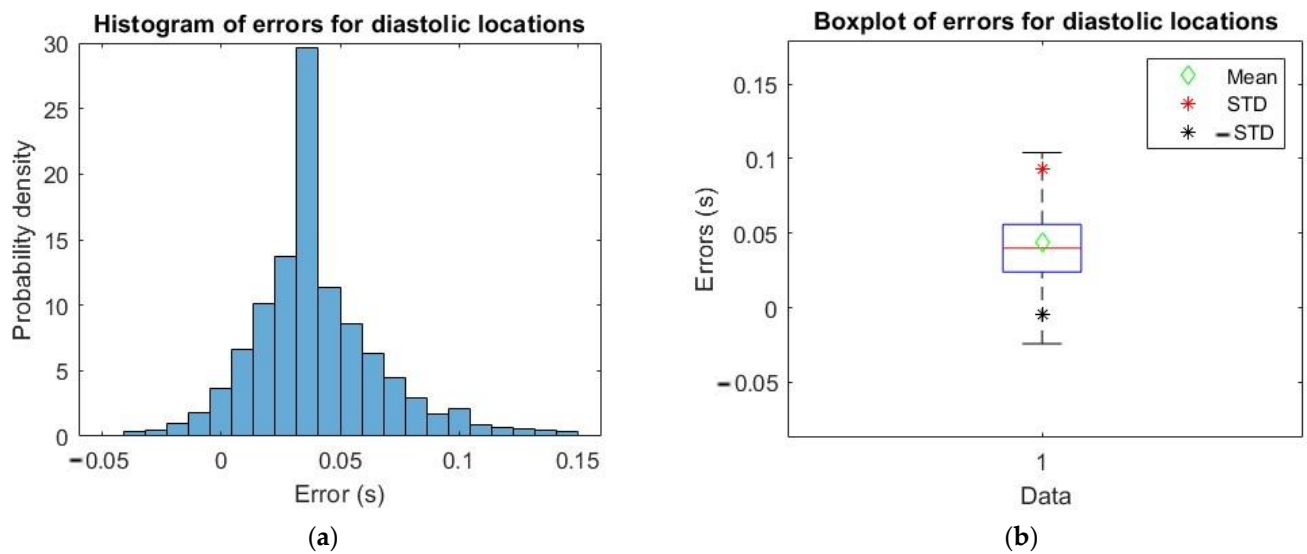 Histogram of errors for diastolic locations
30
25
20
15
10
5
0
Probability density
−0.05 0 0.05 0.1 0.15
Error (s)
(a)
Boxplot of errors for diastolic locations
Mean
STD
−STD
0.15
0.1
0.05
0
−0.05
Errors (s)
1
Data
(b)